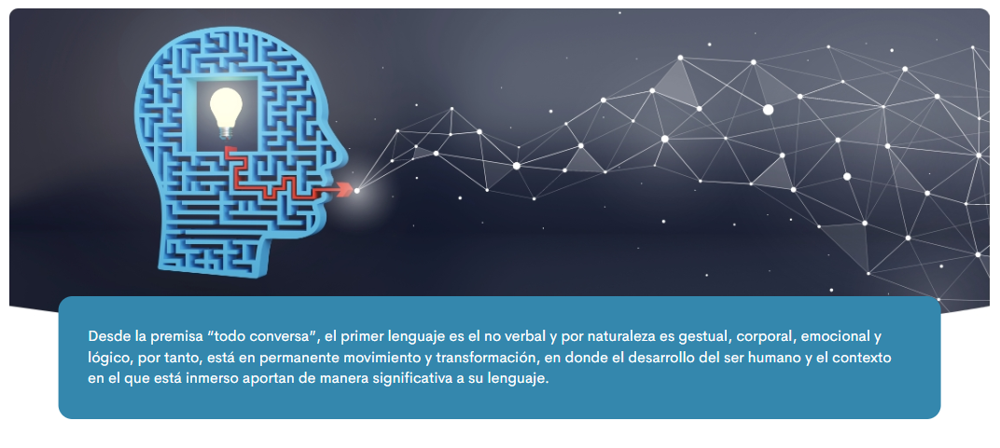 Desde la premisa “todo conversa”, el primer lenguaje es el no verbal y por naturaleza es gestual, corporal, emocional y
lógico, por tanto, está en permanente movimiento y transformación, en donde el desarrollo del ser humano y el contexto
en el que está inmerso aportan de manera significativa a su lenguaje.